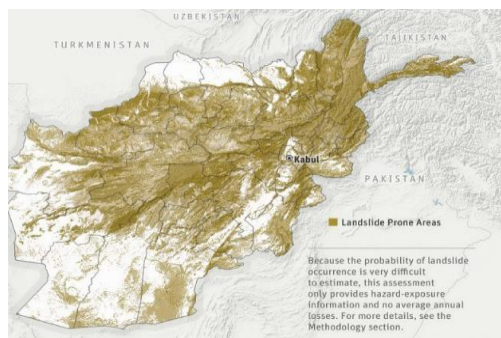 UZBEKISTAN
TURKMENISTAN
TAJIKISTAN
Kabul
PAKISTAN
Landslide Prone Areas
Because the probability of landslide
occurrence is very difficult
to estimate, this assessment
only provides hazard-exposure
information and no average annual
losses. For more details, see the
Methodology section.